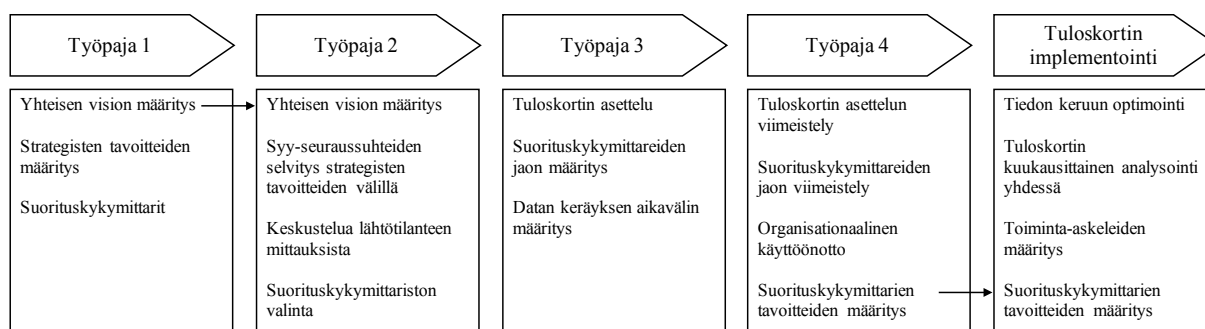 Työpaja 1
Työpaja 2
Työpaja 3
Työpaja 4
Tuloskortin
implementointi
Yhteisen vision määritys
Strategisten tavoitteiden
määritys
Suorituskykymittarit
Yhteisen vision määritys
Syy-seuraussuhteiden
selvitys strategisten
tavoitteiden välillä
Keskustelua lähtötilanteen
mittauksista
Suorituskykymittariston
valinta
Tuloskortin asettelu
Suorituskykymittareiden
jaon määritys
Datan keräyksen aikavälin
määritys
Tuloskortin asettelun
viimeistely
Suorituskykymittareiden
jaon viimeistely
Organisationaalinen
käyttöönotto
Suorituskykymittarien
tavoitteiden määritys
Tiedon keruun optimointi
Tuloskortin
kuukausittainen analysointi
yhdessä
Toiminta-askeleiden
määritys
Suorituskykymittarien
tavoitteiden määritys